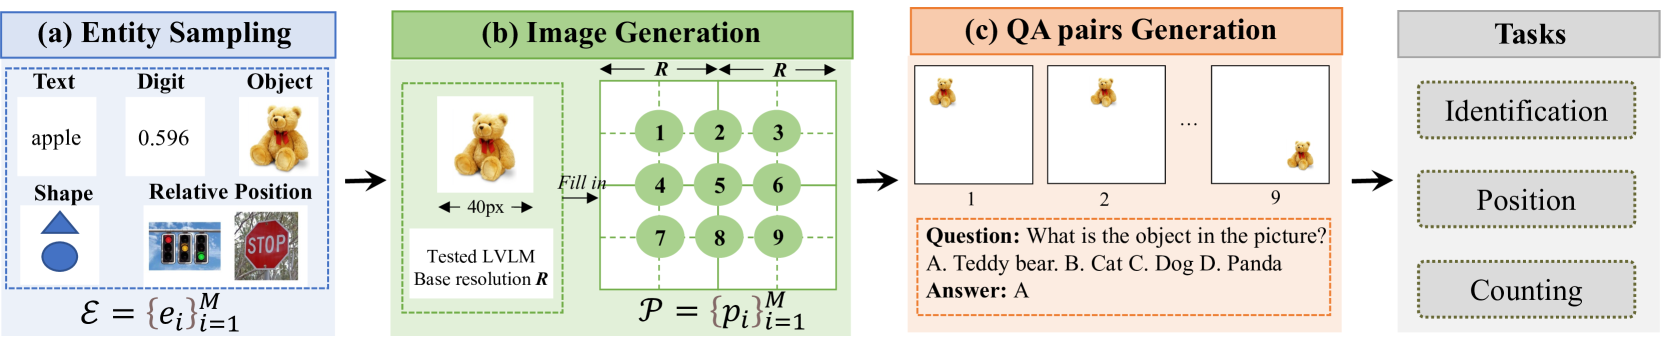 (a) Entity Sampling
Text Digit Object
apple 0.596
Shape Relative Position
STOP
ℰ = {e_i}_{i=1}^{M}
(b) Image Generation
40px
Tested LVLM
Base resolution R
Fill in
R R
1 2 3
4 5 6
7 8 9
𝒫 = {p_i}_{i=1}^{M}
(c) QA pairs Generation
...
1 2 9
Question: What is the object in the picture?
A. Teddy bear. B. Cat C. Dog D. Panda
Answer: A
Tasks
Identification
Position
Counting